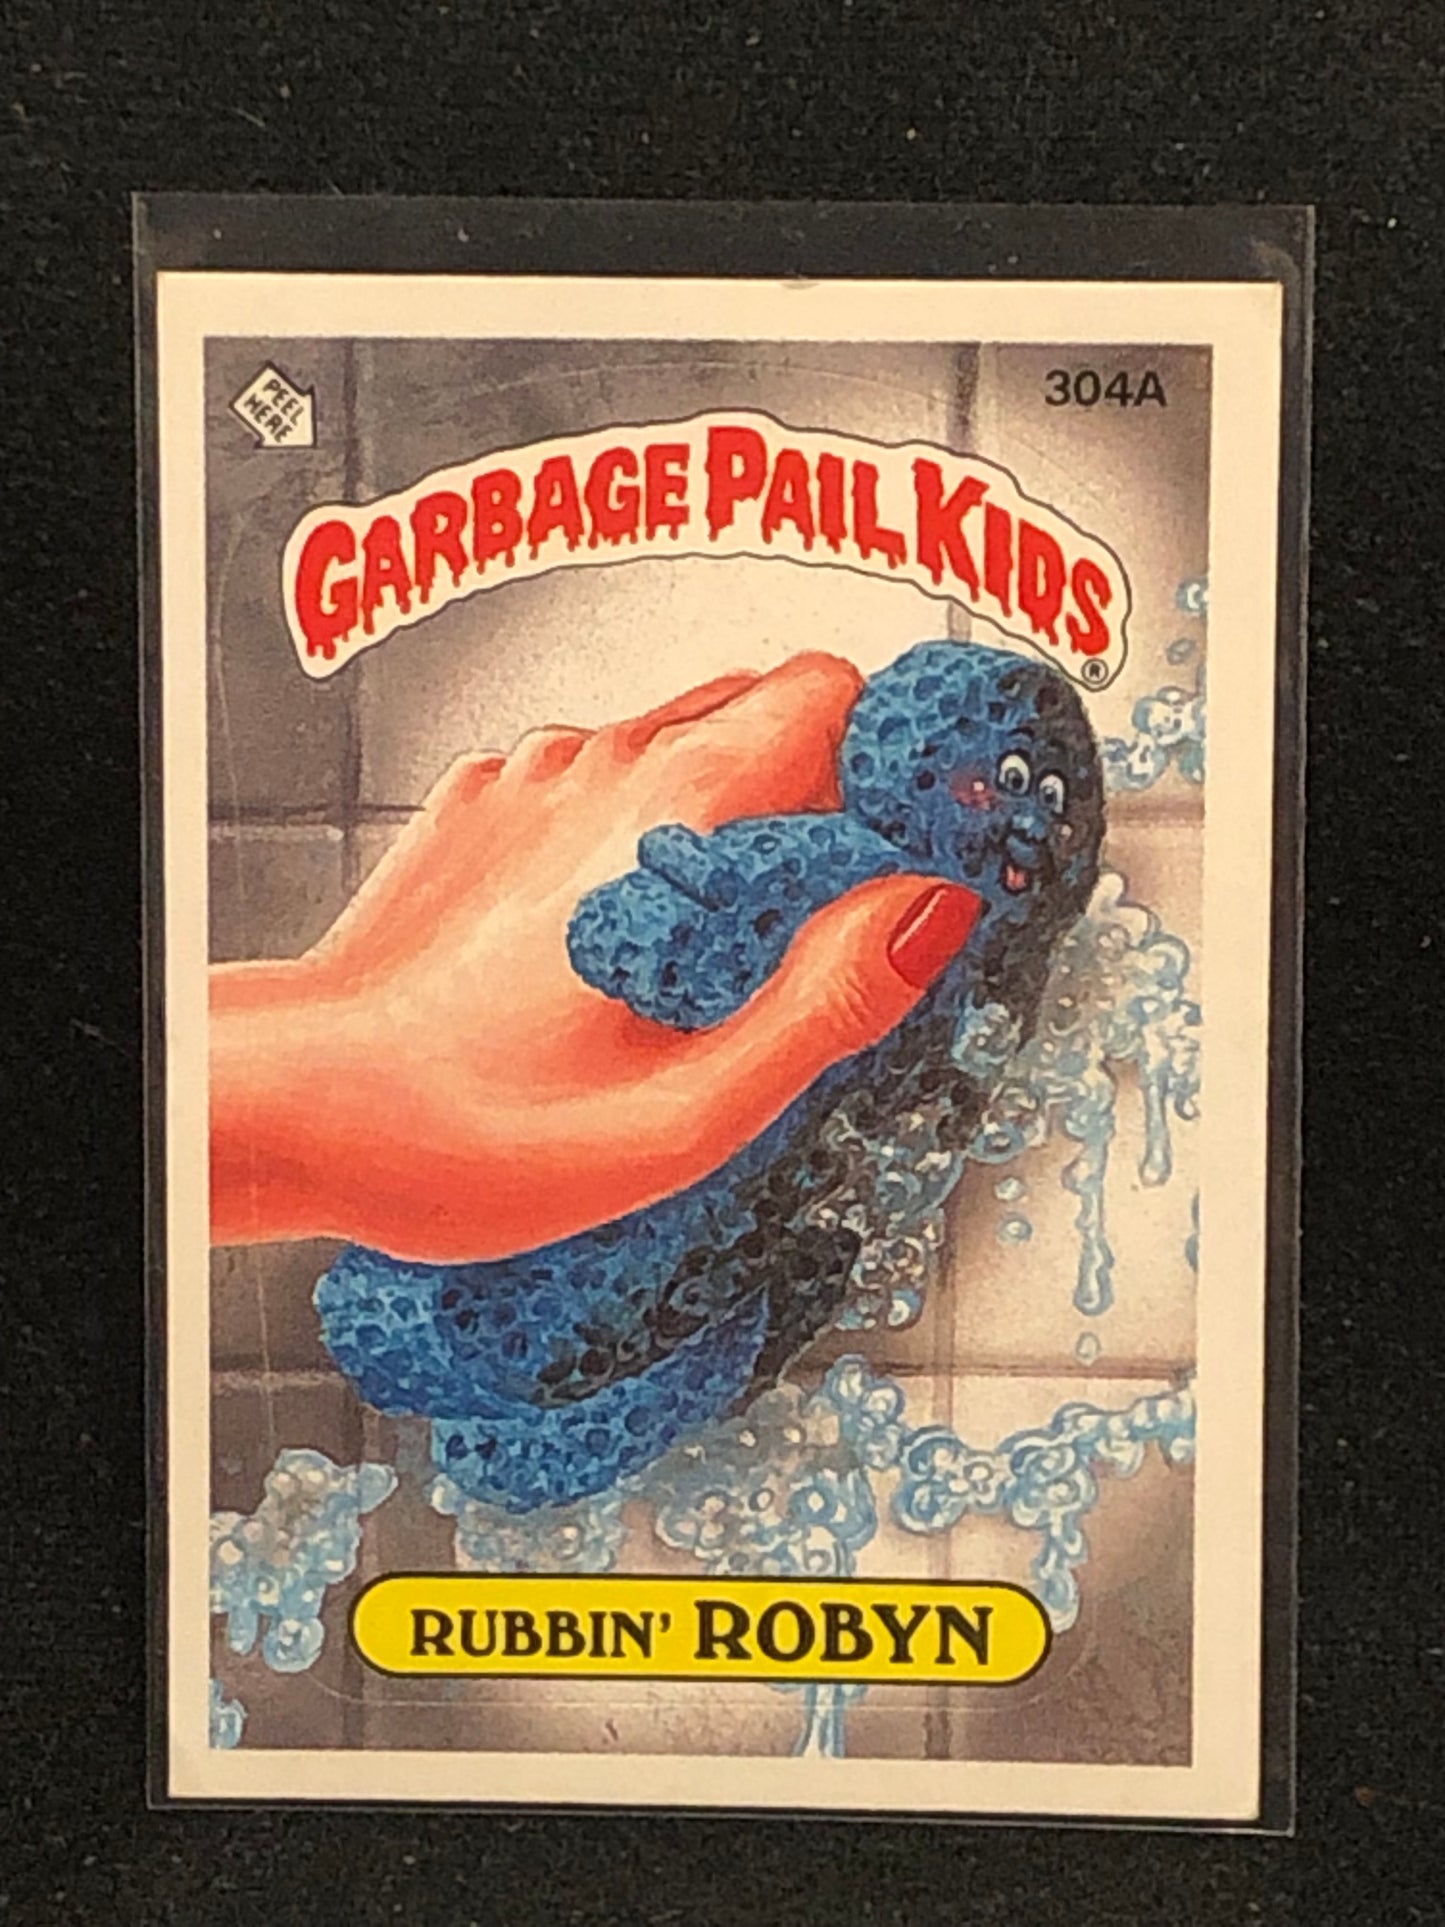 PEEL
HERE
304A
GARBAGE PAIL KIDS
®
RUBBIN' ROBYN